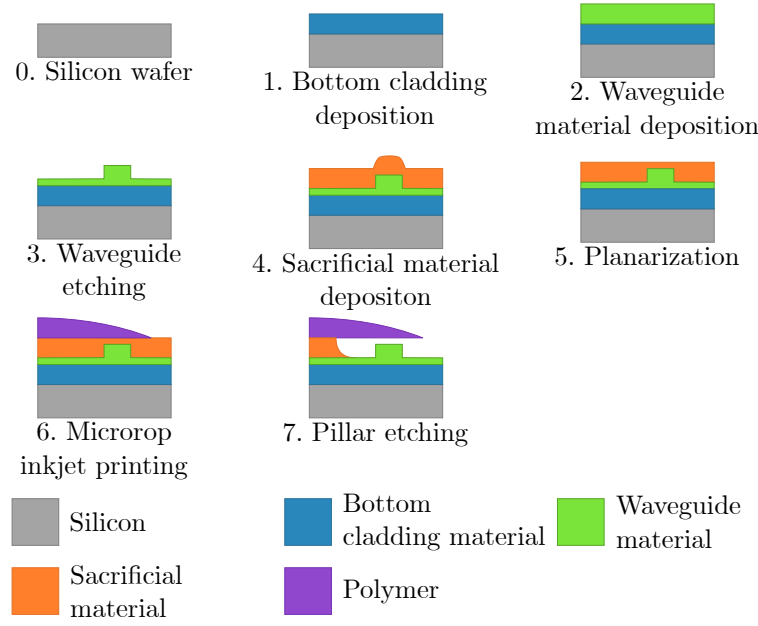 0. Silicon wafer
1. Bottom cladding
deposition
2. Waveguide
material deposition
3. Waveguide
etching
4. Sacrificial material
depositon
5. Planarization
6. Microrop
inkjet printing
7. Pillar etching
Silicon
Bottom
cladding material
Waveguide
material
Sacrificial
material
Polymer